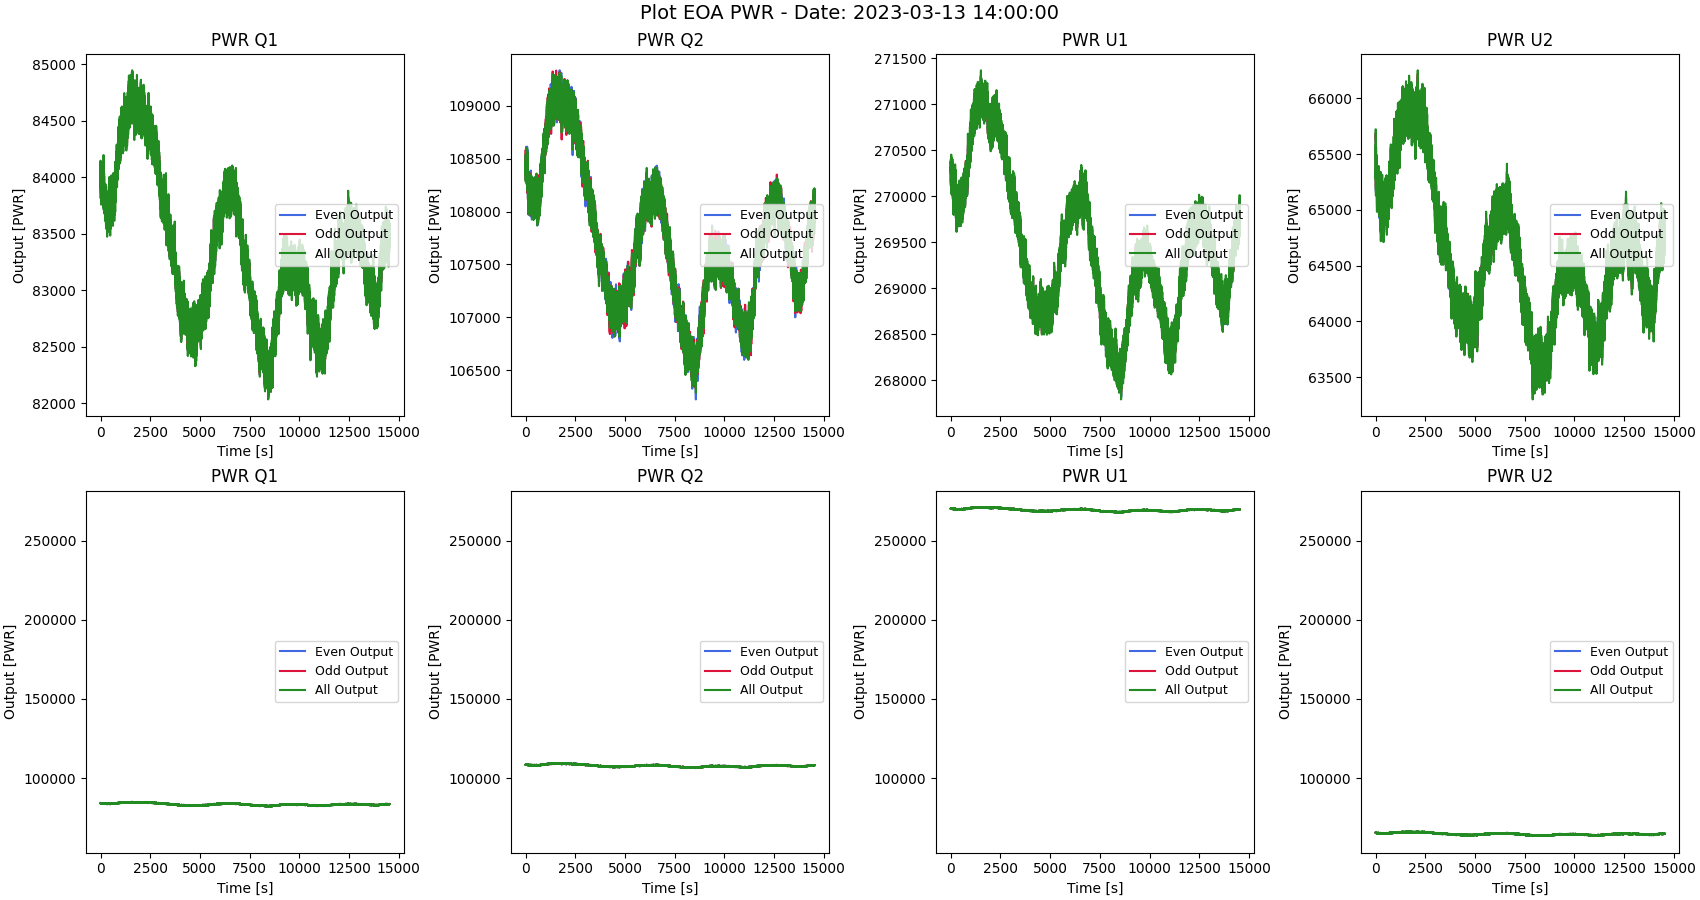 Plot EOA PWR - Date: 2023-03-13 14:00:00
PWR Q1
PWR Q2
PWR U1
PWR U2
Output [PWR]
85000
84500
84000
83500
83000
82500
82000
Even Output
Odd Output
All Output
0
2500
5000
7500
10000
12500
15000
Time [s]
Output [PWR]
109000
108500
108000
107500
107000
106500
Even Output
Odd Output
All Output
0
2500
5000
7500
10000
12500
15000
Time [s]
Output [PWR]
271500
271000
270500
270000
269500
269000
268500
268000
Even Output
Odd Output
All Output
0
2500
5000
7500
10000
12500
15000
Time [s]
Output [PWR]
66000
65500
65000
64500
64000
63500
Even Output
Odd Output
All Output
0
2500
5000
7500
10000
12500
15000
Time [s]
PWR Q1
PWR Q2
PWR U1
PWR U2
Output [PWR]
250000
200000
150000
100000
Even Output
Odd Output
All Output
0
2500
5000
7500
10000
12500
15000
Time [s]
Output [PWR]
250000
200000
150000
100000
Even Output
Odd Output
All Output
0
2500
5000
7500
10000
12500
15000
Time [s]
Output [PWR]
250000
200000
150000
100000
Even Output
Odd Output
All Output
0
2500
5000
7500
10000
12500
15000
Time [s]
Output [PWR]
250000
200000
150000
100000
Even Output
Odd Output
All Output
0
2500
5000
7500
10000
12500
15000
Time [s]